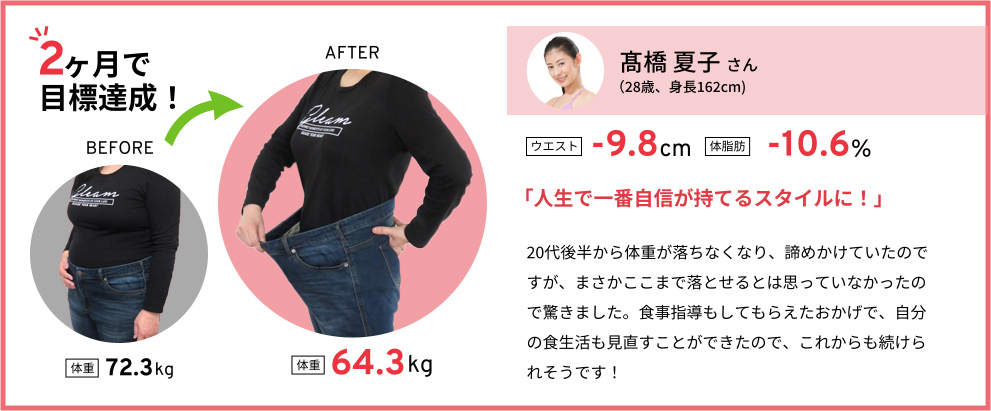 2ヶ月で
目標達成！
BEFORE
AFTER
Gleam
Gleam
体重 72.3kg
体重 64.3kg
髙橋 夏子 さん
（28歳、身長162cm）
ウエスト -9.8cm 体脂肪 -10.6%
「人生で一番自信が持てるスタイルに！」
20代後半から体重が落ちなくなり、諦めかけていたので
すが、まさかここまで落とせるとは思っていなかったの
で驚きました。食事指導もしてもらえたおかげで、自分
の食生活も見直すことができたので、これからも続けら
れそうです！